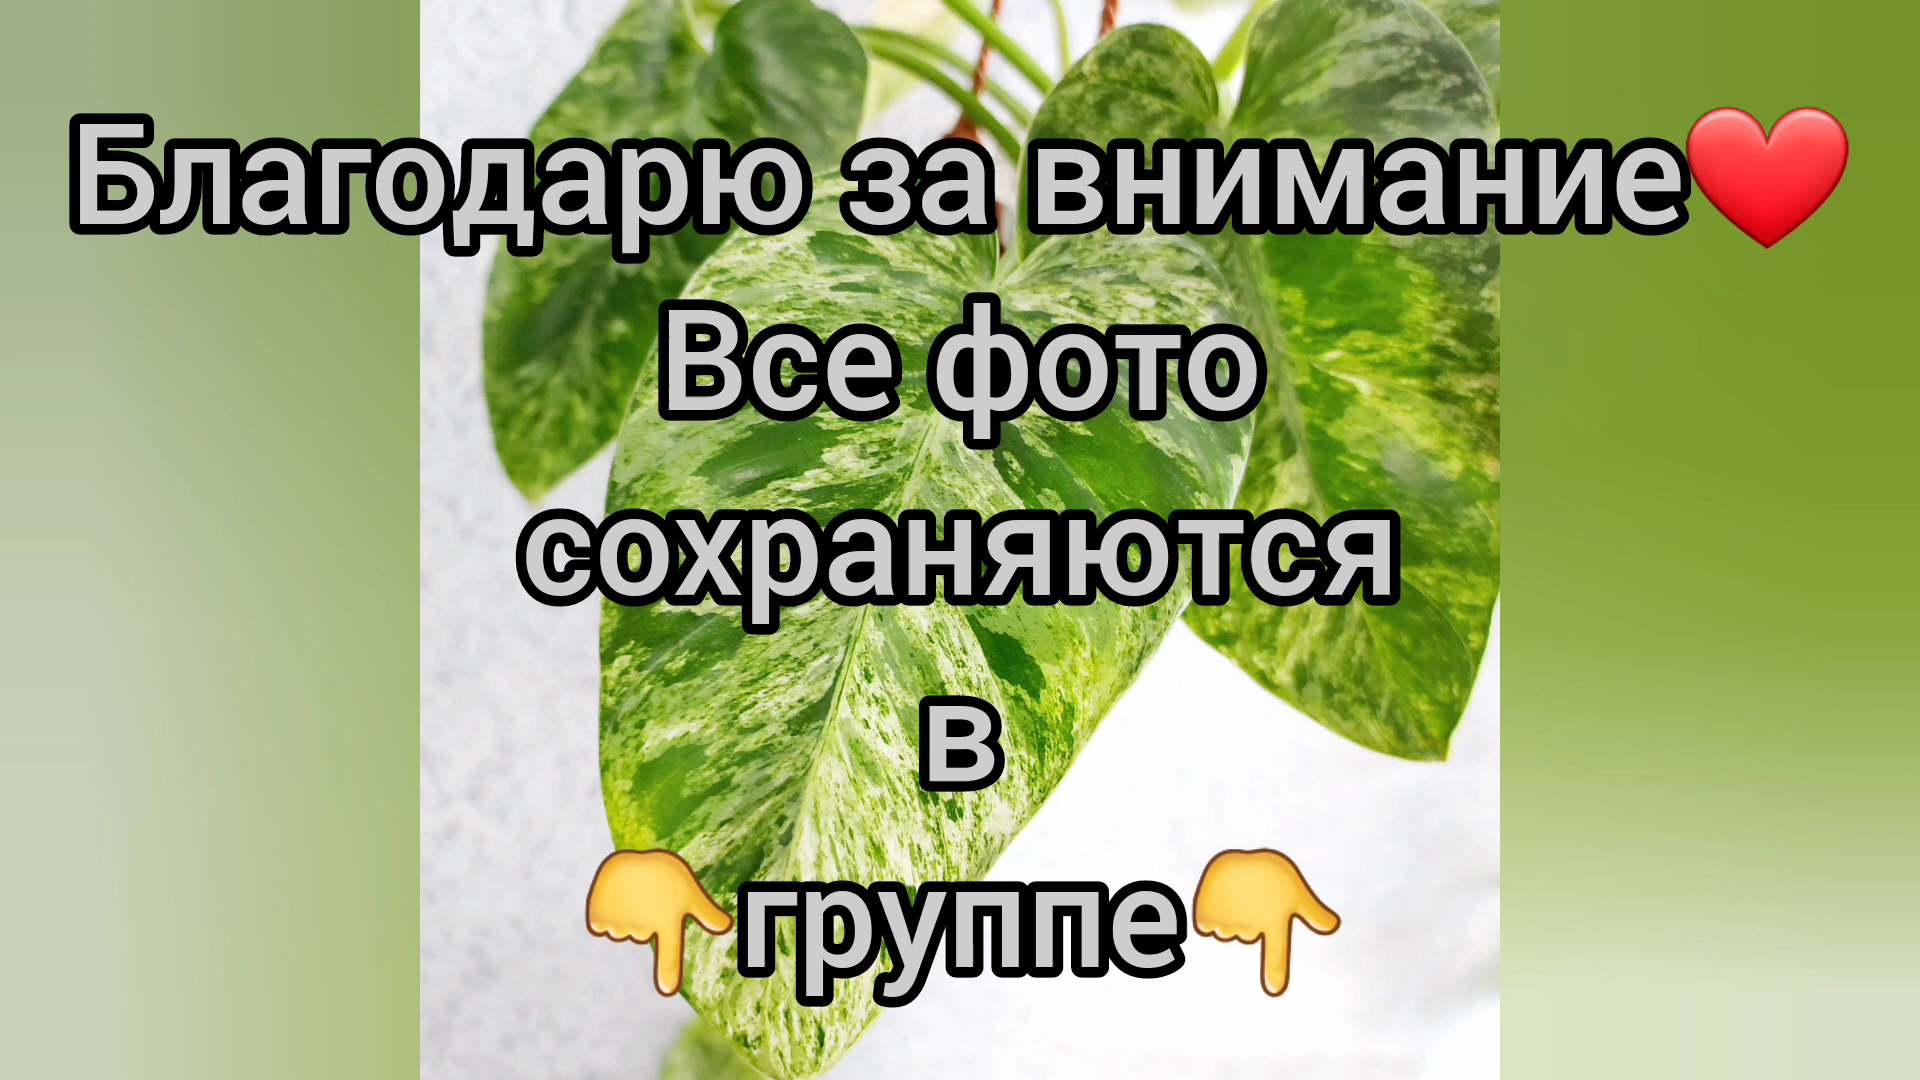 Благодарю за внимание❤️
Все фото
сохраняются
в
👇группе👇